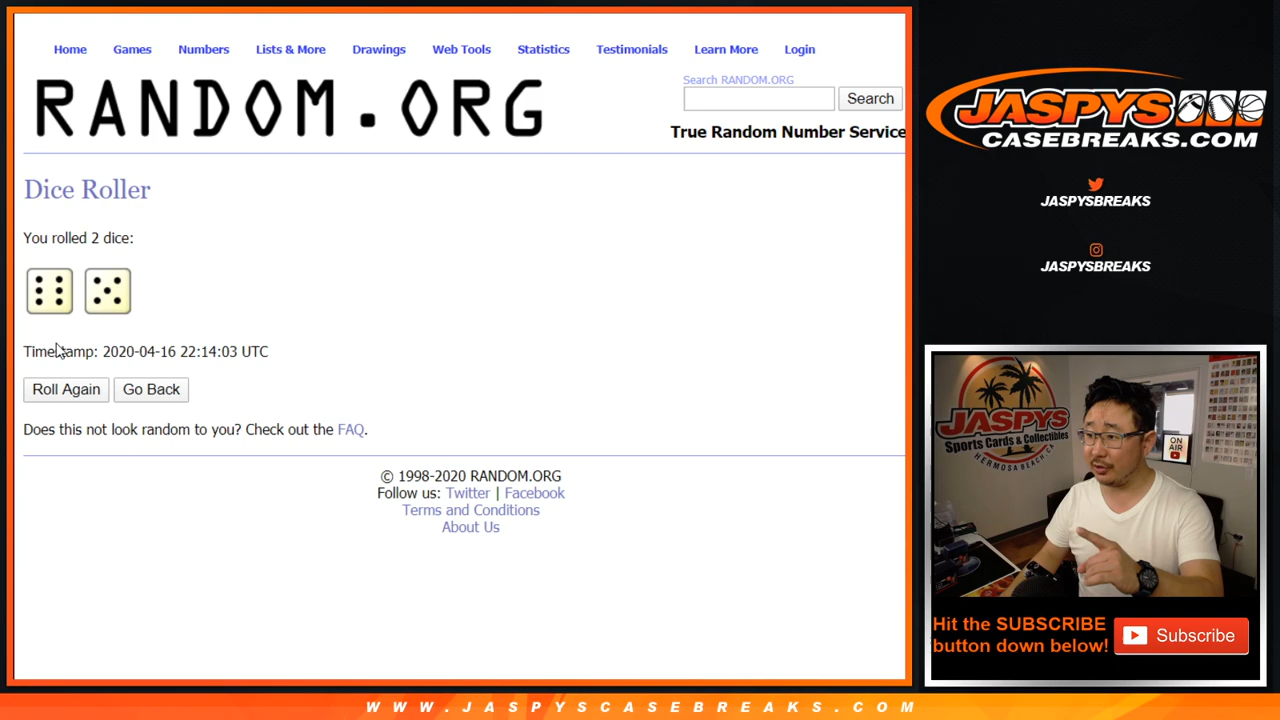 Home Games Numbers Lists & More Drawings Web Tools Statistics Testimonials Learn More Login
RANDOM.ORG
Search RANDOM.ORG
Search
True Random Number Service
Dice Roller
You rolled 2 dice:
Timestamp: 2020-04-16 22:14:03 UTC
Roll Again Go Back
Does this not look random to you? Check out the FAQ.
© 1998-2020 RANDOM.ORG
Follow us: Twitter | Facebook
Terms and Conditions
About Us
JASPYS
CASEBREAKS.COM
JASPYSBREAKS
JASPYSBREAKS
JASPYS
Sports Cards & Collectibles
HERMOSA BEACH, CA
ON
AIR
Hit the SUBSCRIBE
button down below!
Subscribe
WWW.JASPYSCASEBREAKS.COM